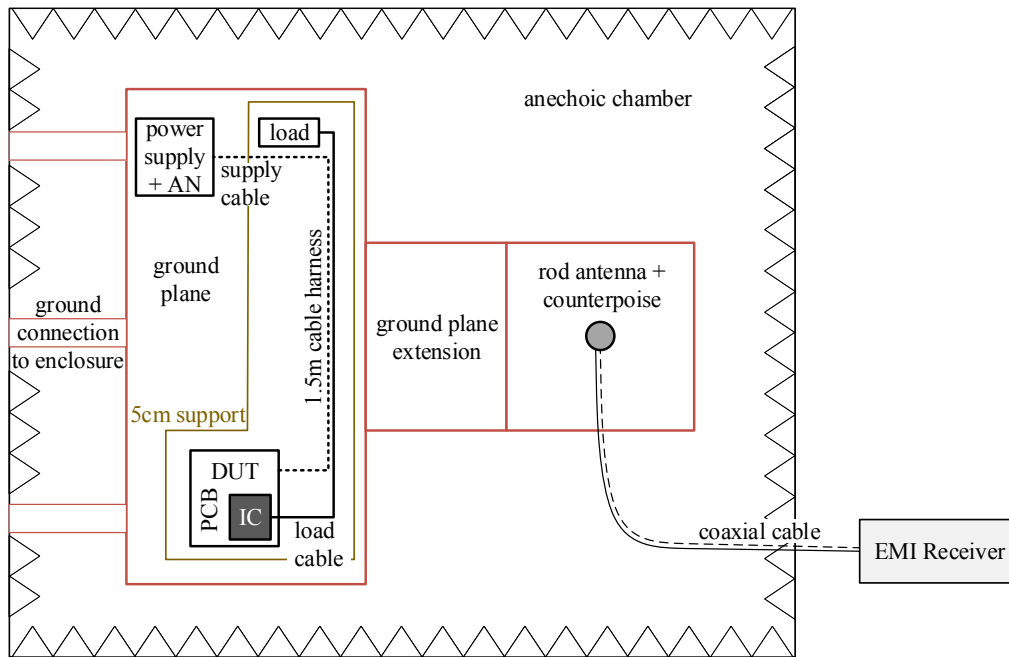 anechoic chamber
power
supply
+ AN
load
supply
cable
ground
plane
1.5m cable harness
rod antenna +
counterpoise
ground
connection
to enclosure
ground plane
extension
5cm support
DUT
PCB
IC
load
cable
coaxial cable
EMI Receiver